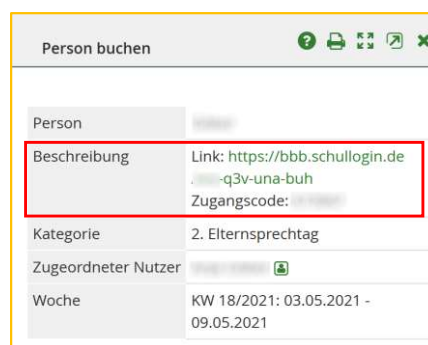 Person buchen
Person
Beschreibung Link: https://bbb.schullogin.de
-q3v-una-buh
Zugangscode:
Kategorie 2. Elternsprechtag
Zugeordneter Nutzer
Woche KW 18/2021: 03.05.2021 -
09.05.2021